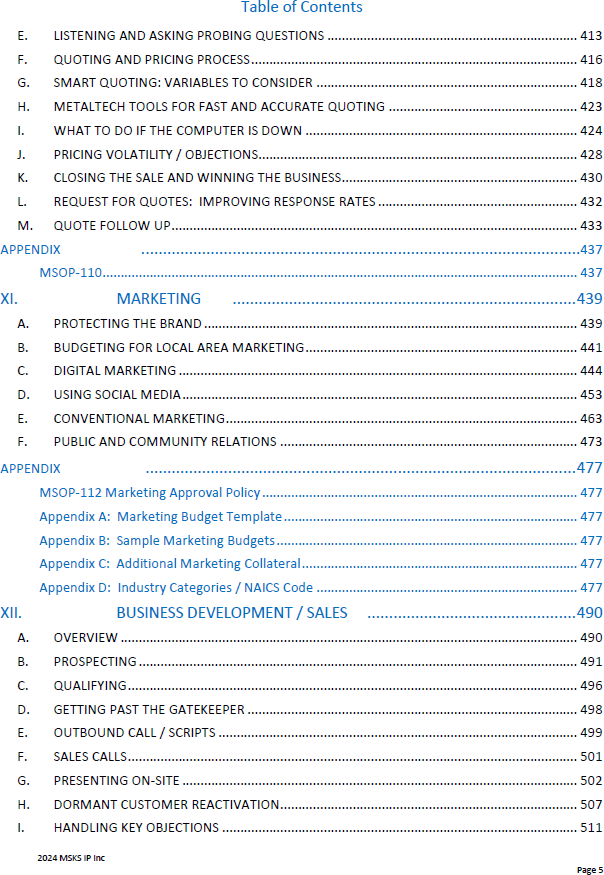 Table of Contents
E. LISTENING AND ASKING PROBING QUESTIONS ........ 413
F. QUOTING AND PRICING PROCESS ........ 416
G. SMART QUOTING: VARIABLES TO CONSIDER ........ 418
H. METALTECH TOOLS FOR FAST AND ACCURATE QUOTING ........ 423
I. WHAT TO DO IF THE COMPUTER IS DOWN ........ 424
J. PRICING VOLATILITY / OBJECTIONS ........ 428
K. CLOSING THE SALE AND WINNING THE BUSINESS ........ 430
L. REQUEST FOR QUOTES: IMPROVING RESPONSE RATES ........ 432
M. QUOTE FOLLOW UP ........ 433
APPENDIX ........ 437
MSOP-110 ........ 437
XI. MARKETING ........ 439
A. PROTECTING THE BRAND ........ 439
B. BUDGETING FOR LOCAL AREA MARKETING ........ 441
C. DIGITAL MARKETING ........ 444
D. USING SOCIAL MEDIA ........ 453
E. CONVENTIONAL MARKETING ........ 463
F. PUBLIC AND COMMUNITY RELATIONS ........ 473
APPENDIX ........ 477
MSOP-112 Marketing Approval Policy ........ 477
Appendix A: Marketing Budget Template ........ 477
Appendix B: Sample Marketing Budgets ........ 477
Appendix C: Additional Marketing Collateral ........ 477
Appendix D: Industry Categories / NAICS Code ........ 477
XII. BUSINESS DEVELOPMENT / SALES ........ 490
A. OVERVIEW ........ 490
B. PROSPECTING ........ 491
C. QUALIFYING ........ 496
D. GETTING PAST THE GATEKEEPER ........ 498
E. OUTBOUND CALL / SCRIPTS ........ 499
F. SALES CALLS ........ 501
G. PRESENTING ON-SITE ........ 502
H. DORMANT CUSTOMER REACTIVATION ........ 507
I. HANDLING KEY OBJECTIONS ........ 511
2024 MSKS IP Inc
Page 5